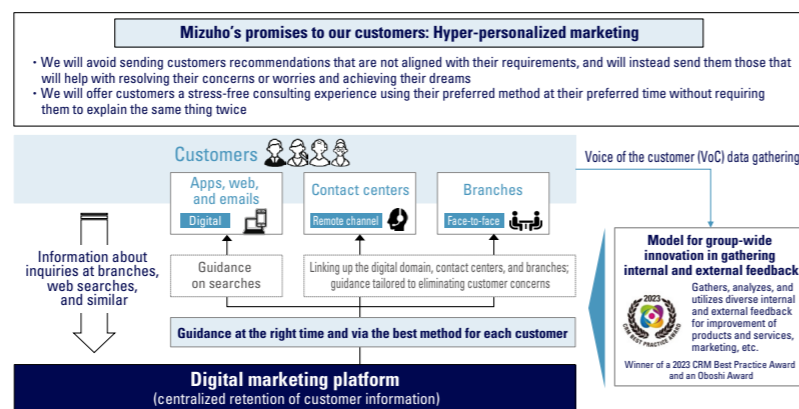 Mizuho's promises to our customers: Hyper-personalized marketing
・We will avoid sending customers recommendations that are not aligned with their requirements, and will instead send them those that
will help with resolving their concerns or worries and achieving their dreams
・We will offer customers a stress-free consulting experience using their preferred method at their preferred time without requiring
them to explain the same thing twice
Customers
Voice of the customer (VoC) data gathering
Apps, web,
and emails
Digital
Contact centers
Remote channel
Branches
Face-to-face
Information about
inquiries at branches,
web searches,
and similar
Guidance
on searches
Linking up the digital domain, contact centers, and branches;
guidance tailored to eliminating customer concerns
Guidance at the right time and via the best method for each customer
Digital marketing platform
(centralized retention of customer information)
Model for group-wide
innovation in gathering
internal and external feedback
2023
CRM BEST PRACTICE AWARD
Gathers, analyzes, and
utilizes diverse internal
and external feedback
for improvement of
products and services,
marketing, etc.
Winner of a 2023 CRM Best Practice Award
and an Oboshi Award